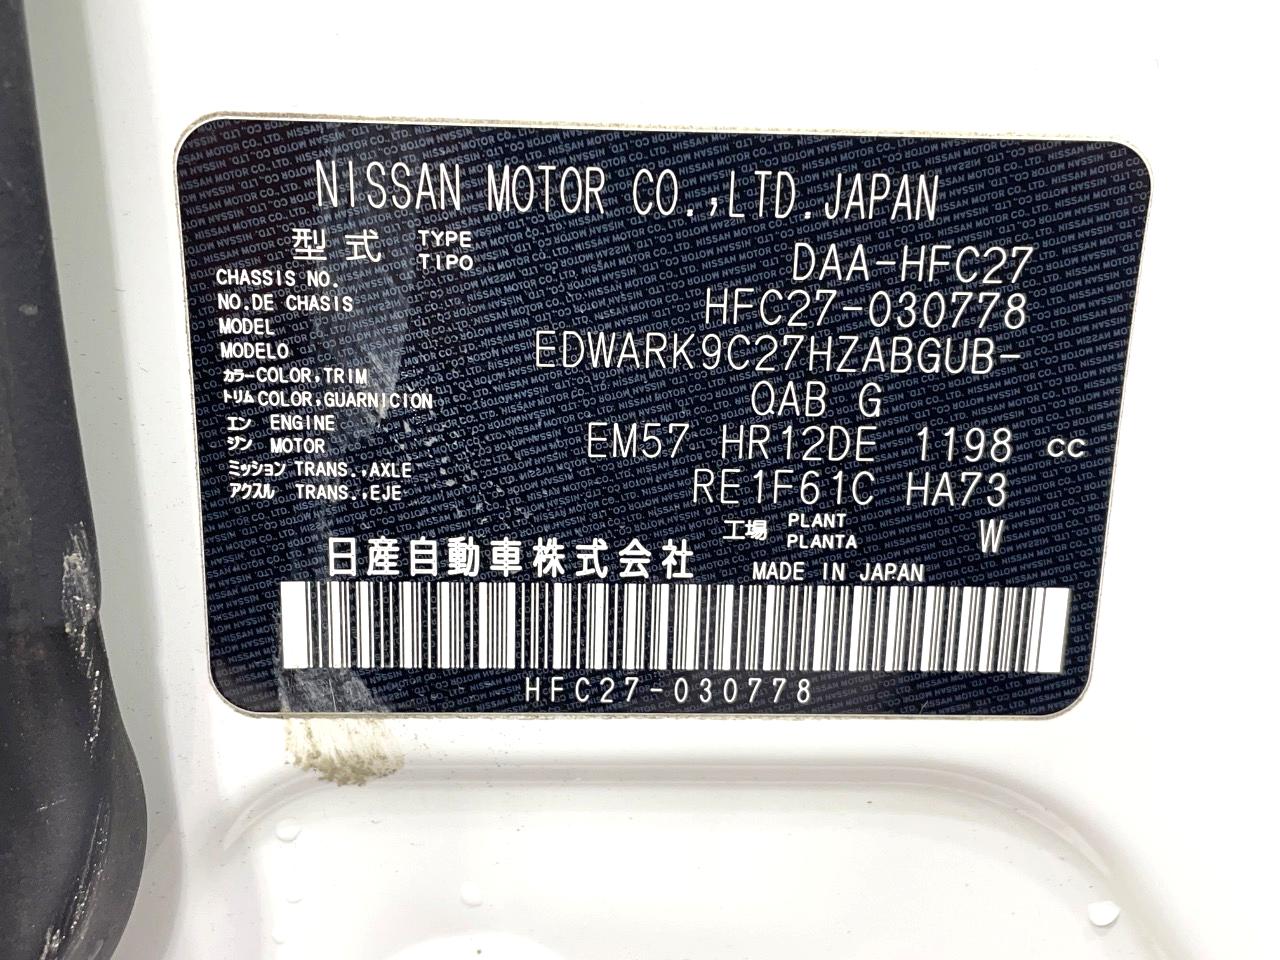 NISSAN MOTOR CO.,LTD.JAPAN
型式 TYPE TIPO DAA-HFC27
CHASSIS NO.
NO.DE CHASIS HFC27-030778
MODEL
MODELO EDWARK9C27HZABGUB-
カラー COLOR,TRIM
トリム COLOR,GUARNICION QAB G
エン ENGINE
ジン MOTOR EM57 HR12DE 1198 cc
ミッション TRANS.,AXLE
アクスル TRANS.,EJE RE1F61C HA73
工場 PLANT PLANTA W
日産自動車株式会社 MADE IN JAPAN
HFC27-030778